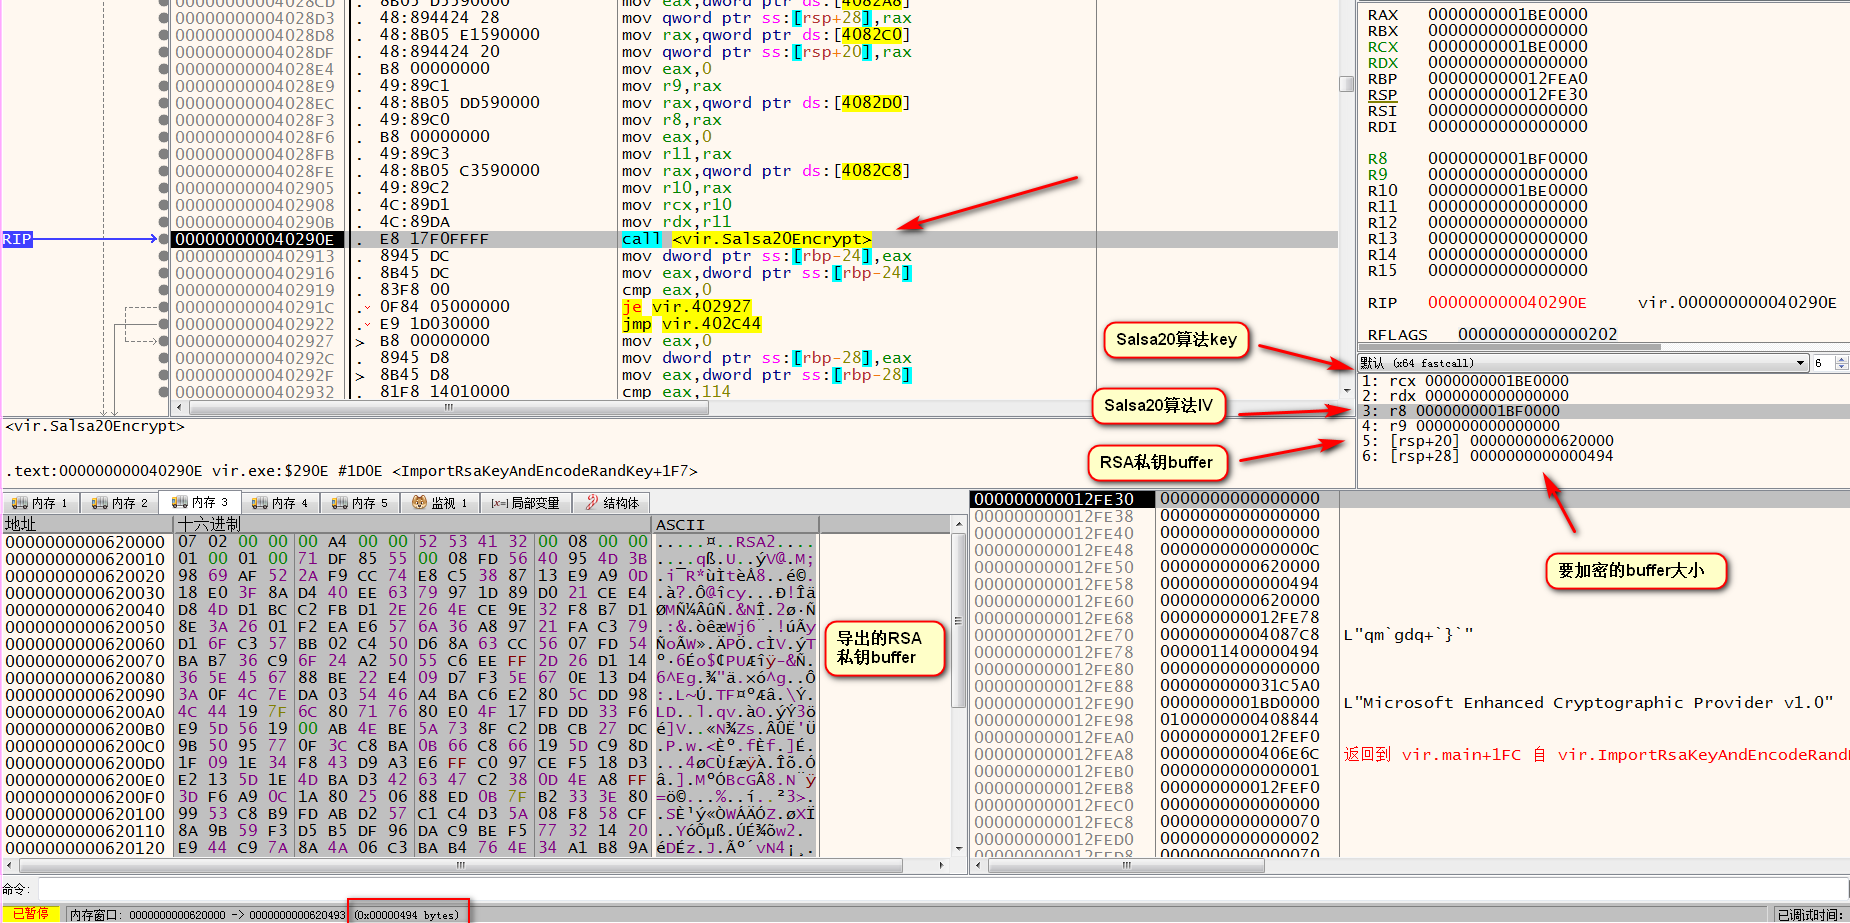 00000000004028CD . 8B05 D5590000 mov eax,dword ptr ds:[4082A8]
00000000004028D3 . 48:894424 28 mov qword ptr ss:[rsp+28],rax
00000000004028D8 . 48:8B05 E1590000 mov rax,qword ptr ds:[4082C0]
00000000004028DF . 48:894424 20 mov qword ptr ss:[rsp+20],rax
00000000004028E4 . B8 00000000 mov eax,0
00000000004028E9 . 49:89C1 mov r9,rax
00000000004028EC . 48:8B05 DD590000 mov rax,qword ptr ds:[4082D0]
00000000004028F3 . 49:89C0 mov r8,rax
00000000004028F6 . B8 00000000 mov eax,0
00000000004028FB . 49:89C3 mov r11,rax
00000000004028FE . 48:8B05 C3590000 mov rax,qword ptr ds:[4082C8]
0000000000402905 . 49:89C2 mov r10,rax
0000000000402908 . 4C:89D1 mov rcx,r10
000000000040290B . 4C:89DA mov rdx,r11
RIP 000000000040290E . E8 17F0FFFF call <vir.Salsa20Encrypt>
0000000000402913 . 8945 DC mov dword ptr ss:[rbp-24],eax
0000000000402916 . 8B45 DC mov eax,dword ptr ss:[rbp-24]
0000000000402919 . 83F8 00 cmp eax,0
000000000040291C . 0F84 05000000 je vir.402927
0000000000402922 . E9 1D030000 jmp vir.402C44
0000000000402927 > B8 00000000 mov eax,0
000000000040292C . 8945 D8 mov dword ptr ss:[rbp-28],eax
000000000040292F > 8B45 D8 mov eax,dword ptr ss:[rbp-28]
0000000000402932 . 81F8 14010000 cmp eax,114
RAX 0000000001BE0000
RBX 0000000000000000
RCX 0000000001BE0000
RDX 0000000000000000
RBP 000000000012FEA0
RSP 000000000012FE30
RSI 0000000000000000
RDI 0000000000000000
R8 0000000001BF0000
R9 0000000000000000
R10 0000000001BE0000
R11 0000000000000000
R12 0000000000000000
R13 0000000000000000
R14 0000000000000000
R15 0000000000000000
RIP 000000000040290E vir.000000000040290E
RFLAGS 0000000000000202
默认 (x64 fastcall) 6
1: rcx 0000000001BE0000
2: rdx 0000000000000000
3: r8 0000000001BF0000
4: r9 0000000000000000
5: [rsp+20] 0000000000620000
6: [rsp+28] 0000000000000494
Salsa20算法key
Salsa20算法IV
RSA私钥buffer
要加密的buffer大小
<vir.Salsa20Encrypt>
.text:000000000040290E vir.exe:$290E #1D0E <ImportRsaKeyAndEncodeRandKey+1F7>
内存 1 内存 2 内存 3 内存 4 内存 5 监视 1 [x=] 局部变量 结构体
地址 十六进制 ASCII
0000000000620000 07 02 00 00 00 A4 00 00 52 53 41 32 00 08 00 00 .....¤..RSA2....
0000000000620010 01 00 01 00 71 DF 85 55 00 08 FD 56 40 95 4D 3B ....qß.U..ýV@.M;
0000000000620020 98 69 AF 52 2A F9 CC 74 E8 C5 38 87 13 E9 A9 0D .i¯R*ùÌtèÅ8..é©.
0000000000620030 18 E0 3F 8A D4 40 EE 63 79 97 1D 89 D0 21 CE E4 .à?.Ô@îcy...Ð!Îä
0000000000620040 D8 4D D1 BC C2 FB D1 2E 26 4E CE 9E 32 F8 B7 D1 ØMÑ¼ÂûÑ.&NÎ.2ø·Ñ
0000000000620050 8E 3A 26 01 F2 EA E6 57 6A 36 A8 97 21 FA C3 79 .:&.òêæWj6¨.!úÃy
0000000000620060 D1 6F C3 57 BB 02 C4 50 D6 8A 63 CC 56 07 FD 54 ÑoÃW».ÄPÖ.cÌV.ýT
0000000000620070 BA B7 36 C9 6F 24 A2 50 55 C6 EE FF 2D 26 D1 14 º·6Éo$¢PUÆîÿ-&Ñ.
0000000000620080 36 5E 45 67 88 BE 22 E4 09 D7 F3 5E 67 0E 13 D4 6^Eg.¾"ä.×ó^g..Ô
0000000000620090 3A 0F 4C 7E DA 03 54 46 A4 BA C6 E2 80 5C DD 98 :.L~Ú.TF¤ºÆâ.\Ý.
00000000006200A0 4C 44 19 7F 6C 80 71 76 80 E0 4F 17 FD DD 33 F6 LD..l.qv.àO.ýÝ3ö
00000000006200B0 E9 5D 56 19 00 AB 4E BE 5A 73 8F C2 DB CB 27 DC é]V..«N¾Zs.ÂÛË'Ü
00000000006200C0 9B 50 95 77 0F 3C C8 BA 0B 66 C8 66 19 5D C9 8D .P.w.<Èº.fÈf.]É.
00000000006200D0 1F 09 1E 34 F8 43 D9 A3 E6 FF C0 97 CE F5 18 D3 ...4øCÙ£æÿÀ.Îõ.Ó
00000000006200E0 E2 13 5D 1E 4D BA D3 42 63 47 C2 38 0D 4E A8 FF â.].MºÓBcGÂ8.N¨ÿ
00000000006200F0 3D F6 A9 0C 1A 80 25 06 88 ED 0B 7F B2 33 3E 80 =ö©...%..í..²3>.
0000000000620100 99 53 C8 B9 FD AB D2 57 C1 C4 D3 5A 08 F8 58 CF .SÈ¹ý«ÒWÁÄÓZ.øXÏ
0000000000620110 8A 9B 59 F3 D5 B5 DF 96 DA C9 BE F5 77 32 14 20 ..YóÕµß.ÚÉ¾õw2.
0000000000620120 E9 44 C9 7A 8A 4A 06 C3 BA B4 76 4E 34 A1 B8 9A éDÉz.J.Ãº´vN4¡¸.
导出的RSA
私钥buffer
000000000012FE30 0000000000000000
000000000012FE38 0000000000000000
000000000012FE40 0000000000000000
000000000012FE48 000000000000000C
000000000012FE50 0000000000620000
000000000012FE58 0000000000000494
000000000012FE60 0000000000620000
000000000012FE68 000000000012FE78
000000000012FE70 00000000004087C8 L"qm`gdq+`}`"
000000000012FE78 0000011400000494
000000000012FE80 0000000000000000
000000000012FE88 000000000031C5A0 L"Microsoft Enhanced Cryptographic Provider v1.0"
000000000012FE90 0000000001BD0000
000000000012FE98 0100000000408844
000000000012FEA0 000000000012FEF0
000000000012FEA8 0000000000406E6C 返回到 vir.main+1FC 自 vir.ImportRsaKeyAndEncodeRand
000000000012FEB0 0000000000000001
000000000012FEB8 000000000012FEF0
000000000012FEC0 0000000000000000
000000000012FEC8 0000000000000070
000000000012FED0 0000000000000002
000000000012FED8 0000000000000070
命令:
已暂停 内存窗口: 0000000000620000 -> 0000000000620493 (0x00000494 bytes) 已调试时间: